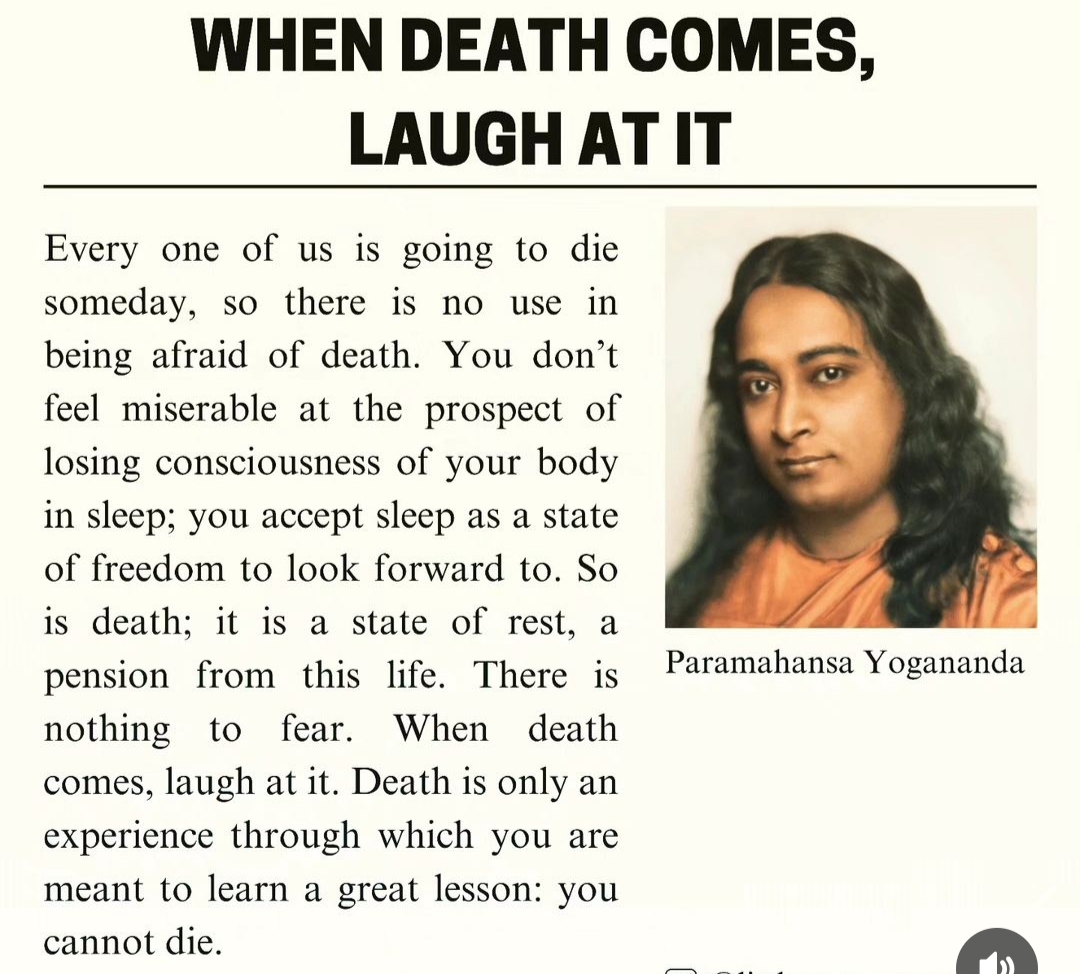 WHEN DEATH COMES,
LAUGH AT IT
Every one of us is going to die
someday, so there is no use in
being afraid of death. You don’t
feel miserable at the prospect of
losing consciousness of your body
in sleep; you accept sleep as a state
of freedom to look forward to. So
is death; it is a state of rest, a
pension from this life. There is
nothing to fear. When death
comes, laugh at it. Death is only an
experience through which you are
meant to learn a great lesson: you
cannot die.
Paramahansa Yogananda